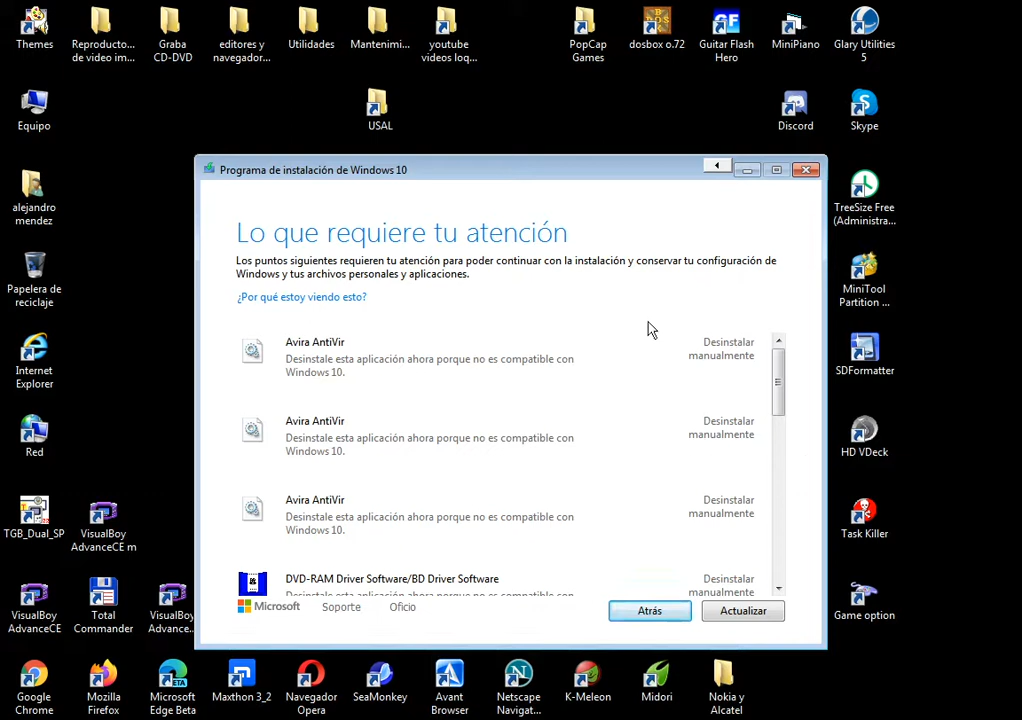 Themes
Reproducto...
de video im...
Graba
CD-DVD
editores y
navegador...
Utilidades
Mantenimi...
youtube
videos loq...
PopCap
Games
dosbox o.72
Guitar Flash
Hero
MiniPiano
Glary Utilities
5
Equipo
USAL
Discord
Skype
Programa de instalación de Windows 10
Lo que requiere tu atención
Los puntos siguientes requieren tu atención para poder continuar con la instalación y conservar tu configuración de
Windows y tus archivos personales y aplicaciones.
¿Por qué estoy viendo esto?
Avira AntiVir
Desinstale esta aplicación ahora porque no es compatible con
Windows 10.
Desinstalar
manualmente
Avira AntiVir
Desinstale esta aplicación ahora porque no es compatible con
Windows 10.
Desinstalar
manualmente
Avira AntiVir
Desinstale esta aplicación ahora porque no es compatible con
Windows 10.
Desinstalar
manualmente
DVD-RAM Driver Software/BD Driver Software
Desinstale esta aplicación ahora porque no es compatible con
Desinstalar
manualmente
Microsoft
Soporte
Oficio
Atrás
Actualizar
alejandro
mendez
TreeSize Free
(Administra...
Papelera de
reciclaje
MiniTool
Partition ...
Internet
Explorer
SDFormatter
Red
HD VDeck
TGB_Dual_SP
VisualBoy
AdvanceCE m
Task Killer
VisualBoy
AdvanceCE
Total
Commander
VisualBoy
Advance...
Game option
Google
Chrome
Mozilla
Firefox
Microsoft
Edge Beta
Maxthon 3_2
Navegador
Opera
SeaMonkey
Avant
Browser
Netscape
Navigat...
K-Meleon
Midori
Nokia y
Alcatel